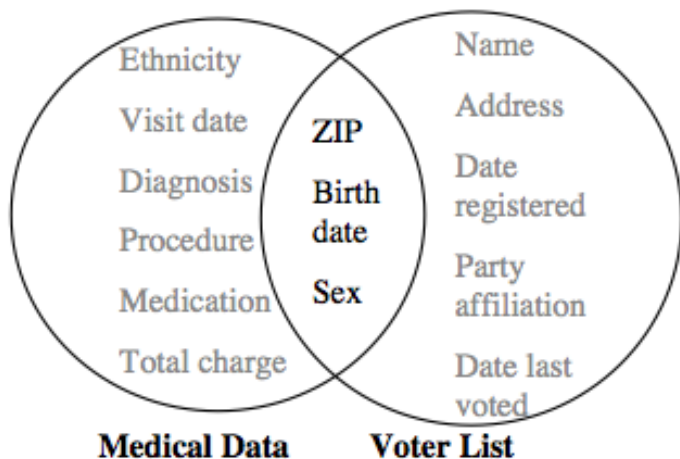 Ethnicity
Visit date
Diagnosis
Procedure
Medication
Total charge
ZIP
Birth
date
Sex
Name
Address
Date
registered
Party
affiliation
Date last
voted
Medical Data
Voter List